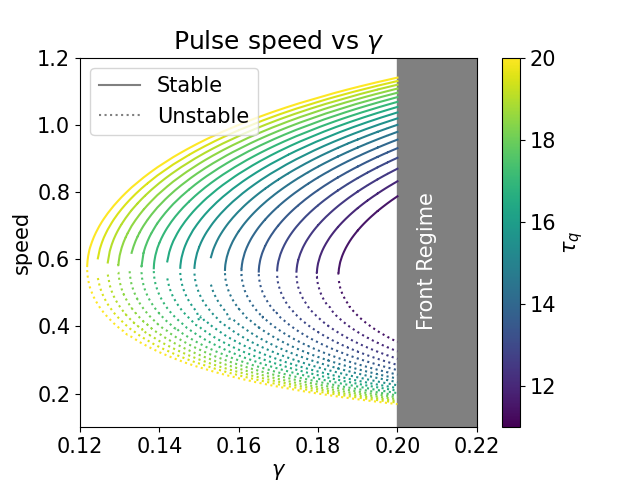 Pulse speed vs γ
Stable
Unstable
Front Regime
speed
1.2
1.0
0.8
0.6
0.4
0.2
0.12
0.14
0.16
0.18
0.20
0.22
γ
20
18
16
14
12
τq